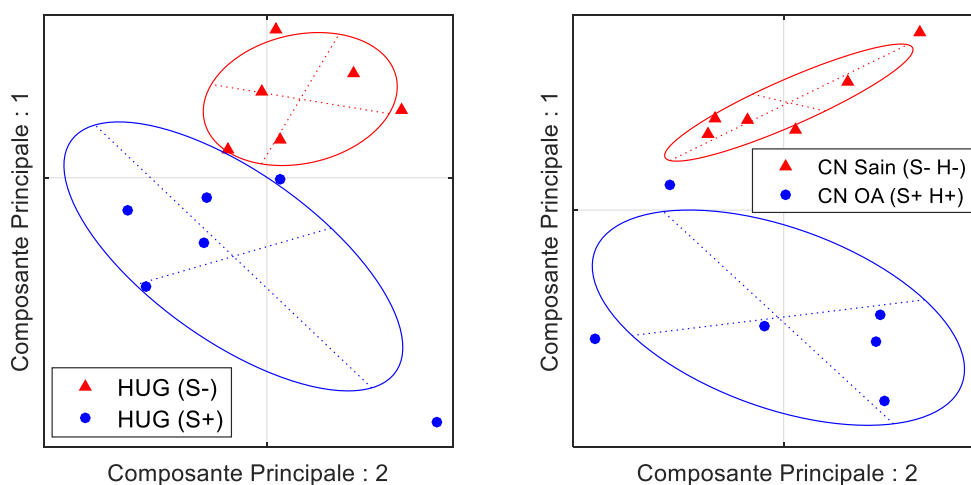 Composante Principale : 1
HUG (S-)
HUG (S+)
Composante Principale : 2
Composante Principale : 1
CN Sain (S- H-)
CN OA (S+ H+)
Composante Principale : 2